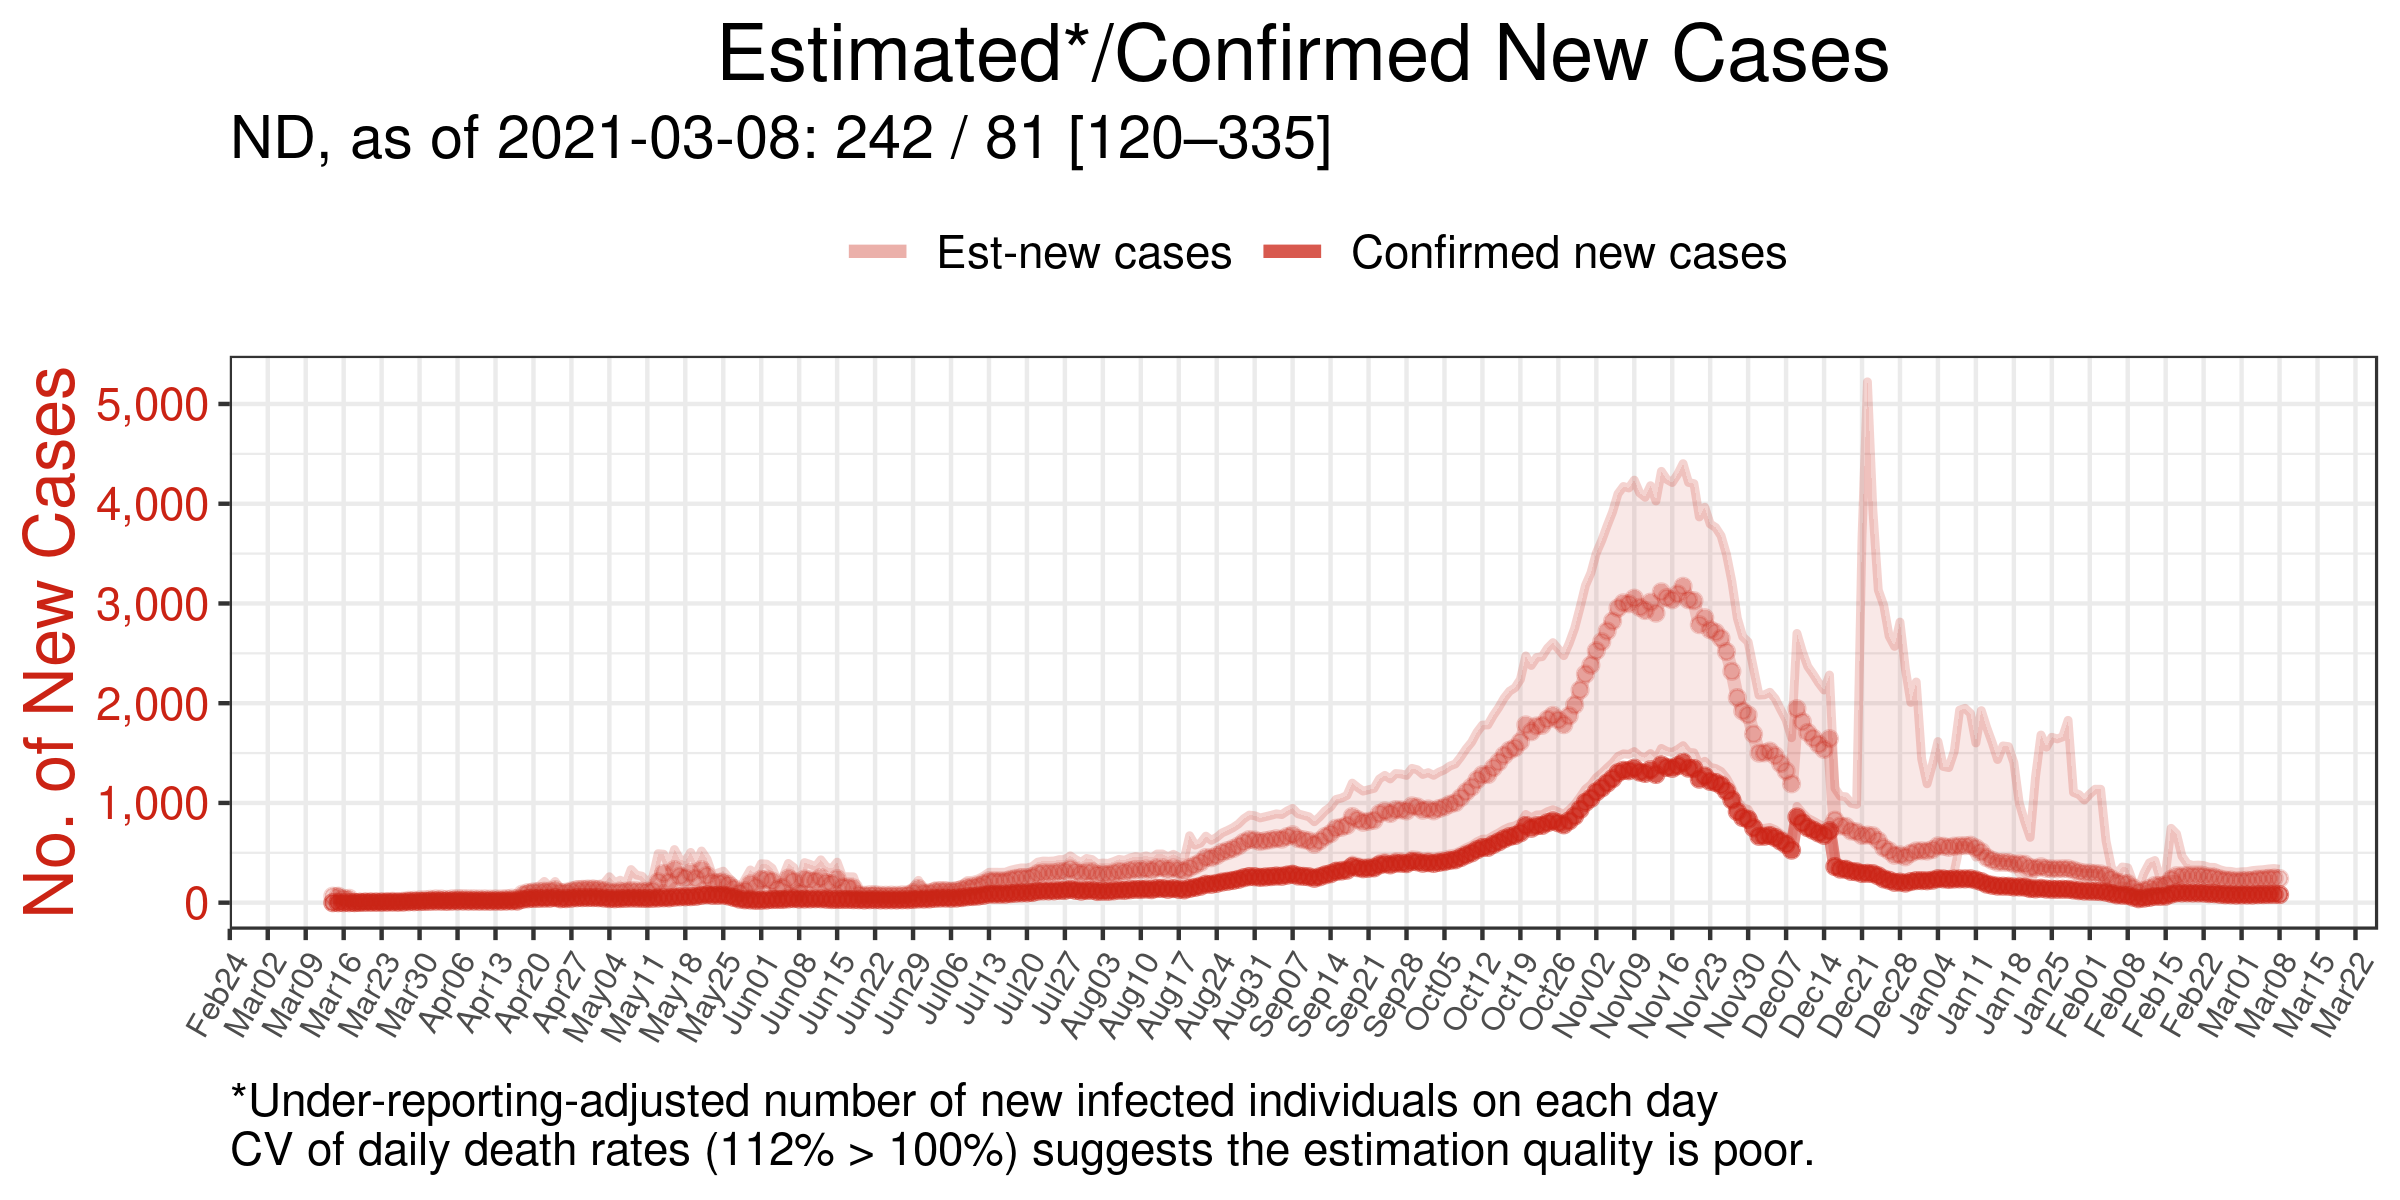 Estimated*/Confirmed New Cases
ND, as of 2021-03-08: 242 / 81 [120–335]
Est-new cases Confirmed new cases
No. of New Cases
5,000
4,000
3,000
2,000
1,000
0
Feb24 Mar02 Mar09 Mar16 Mar23 Mar30 Apr06 Apr13 Apr20 Apr27 May04 May11 May18 May25 Jun01 Jun08 Jun15 Jun22 Jun29 Jul06 Jul13 Jul20 Jul27 Aug03 Aug10 Aug17 Aug24 Aug31 Sep07 Sep14 Sep21 Sep28 Oct05 Oct12 Oct19 Oct26 Nov02 Nov09 Nov16 Nov23 Nov30 Dec07 Dec14 Dec21 Dec28 Jan04 Jan11 Jan18 Jan25 Feb01 Feb08 Feb15 Feb22 Mar01 Mar08 Mar15 Mar22
*Under-reporting-adjusted number of new infected individuals on each day
CV of daily death rates (112% > 100%) suggests the estimation quality is poor.